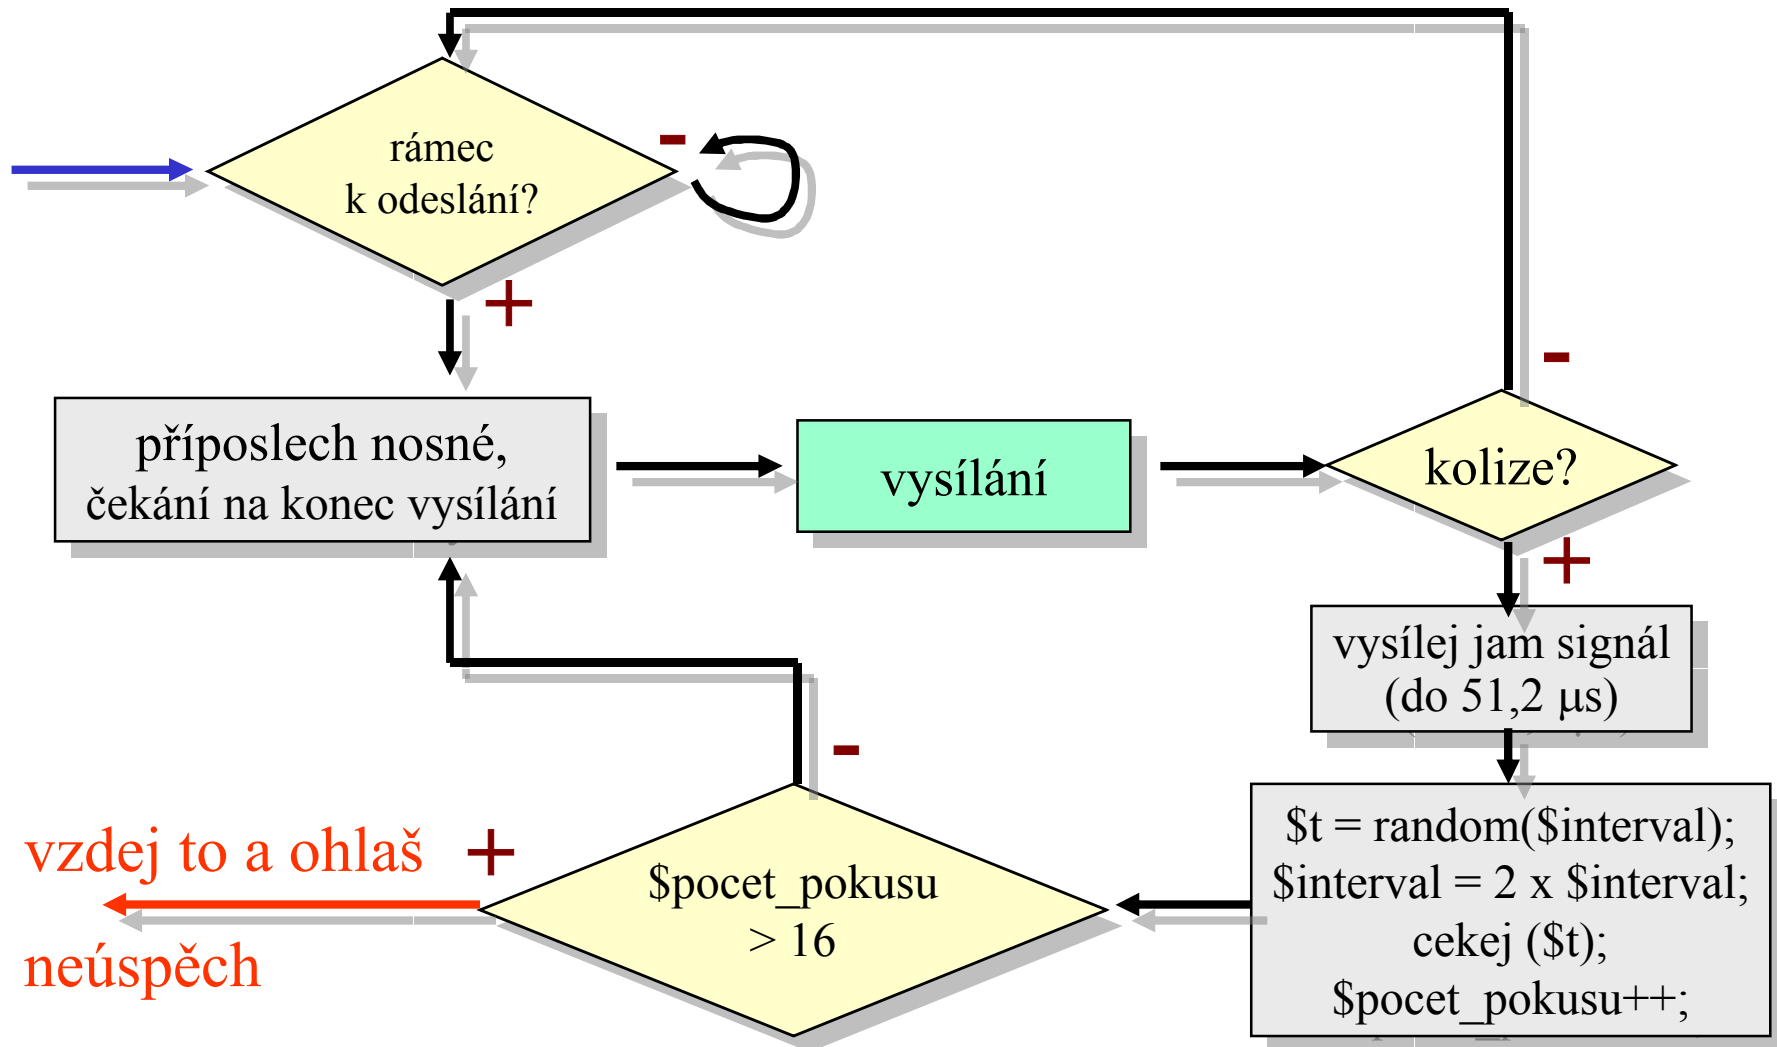 rámec
k odeslání?
-
+
příposlech nosné,
čekání na konec vysílání
vysílání
kolize?
-
+
vysílej jam signál
(do 51,2 μs)
$t = random($interval);
$interval = 2 x $interval;
cekej ($t);
$pocet_pokusu++;
$pocet_pokusu
> 16
-
+
vzdej to a ohlaš
neúspěch